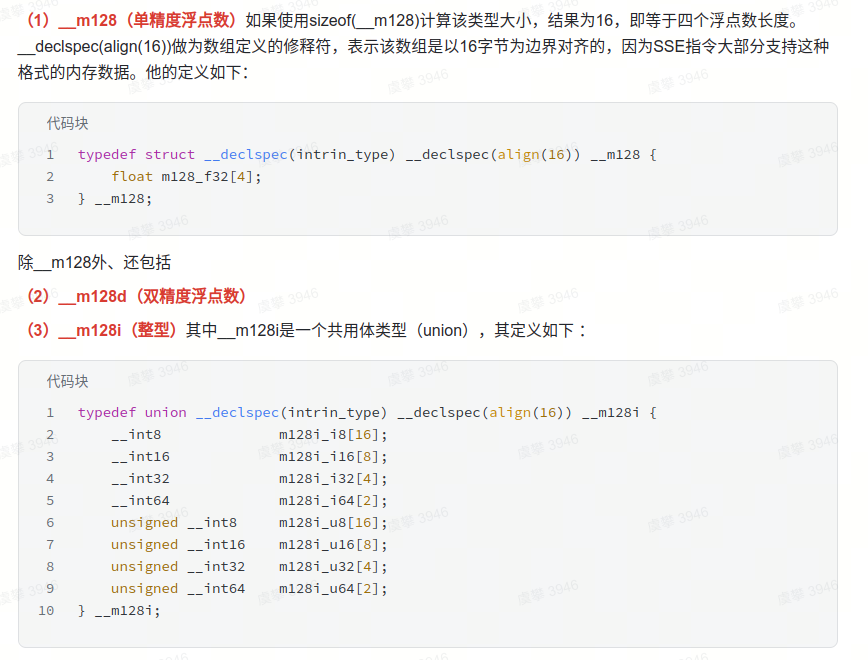 （1）__m128（单精度浮点数）如果使用sizeof(__m128)计算该类型大小，结果为16，即等于四个浮点数长度。
__declspec(align(16))做为数组定义的修释符，表示该数组是以16字节为边界对齐的，因为SSE指令大部分支持这种
格式的内存数据。他的定义如下：
代码块
1 typedef struct __declspec(intrin_type) __declspec(align(16)) __m128 {
2     float m128_f32[4];
3 } __m128;
除__m128外、还包括
（2）__m128d（双精度浮点数）
（3）__m128i（整型）其中__m128i是一个共用体类型（union），其定义如下 ：
代码块
1 typedef union __declspec(intrin_type) __declspec(align(16)) __m128i {
2     __int8              m128i_i8[16];
3     __int16             m128i_i16[8];
4     __int32             m128i_i32[4];
5     __int64             m128i_i64[2];
6     unsigned __int8     m128i_u8[16];
7     unsigned __int16    m128i_u16[8];
8     unsigned __int32    m128i_u32[4];
9     unsigned __int64    m128i_u64[2];
10 } __m128i;
虞攀 3946